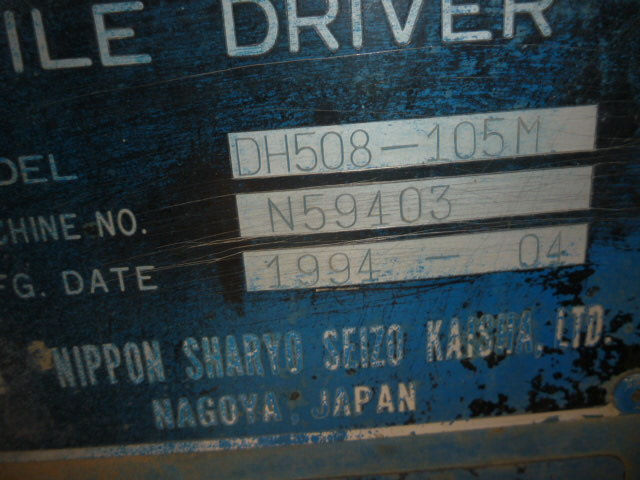 ILE DRIVER
DEL DH508-105M
CHINE NO. N59403
FG. DATE 1994-04
NIPPON SHARYO SEIZO KAISHA, LTD.
NAGOYA, JAPAN